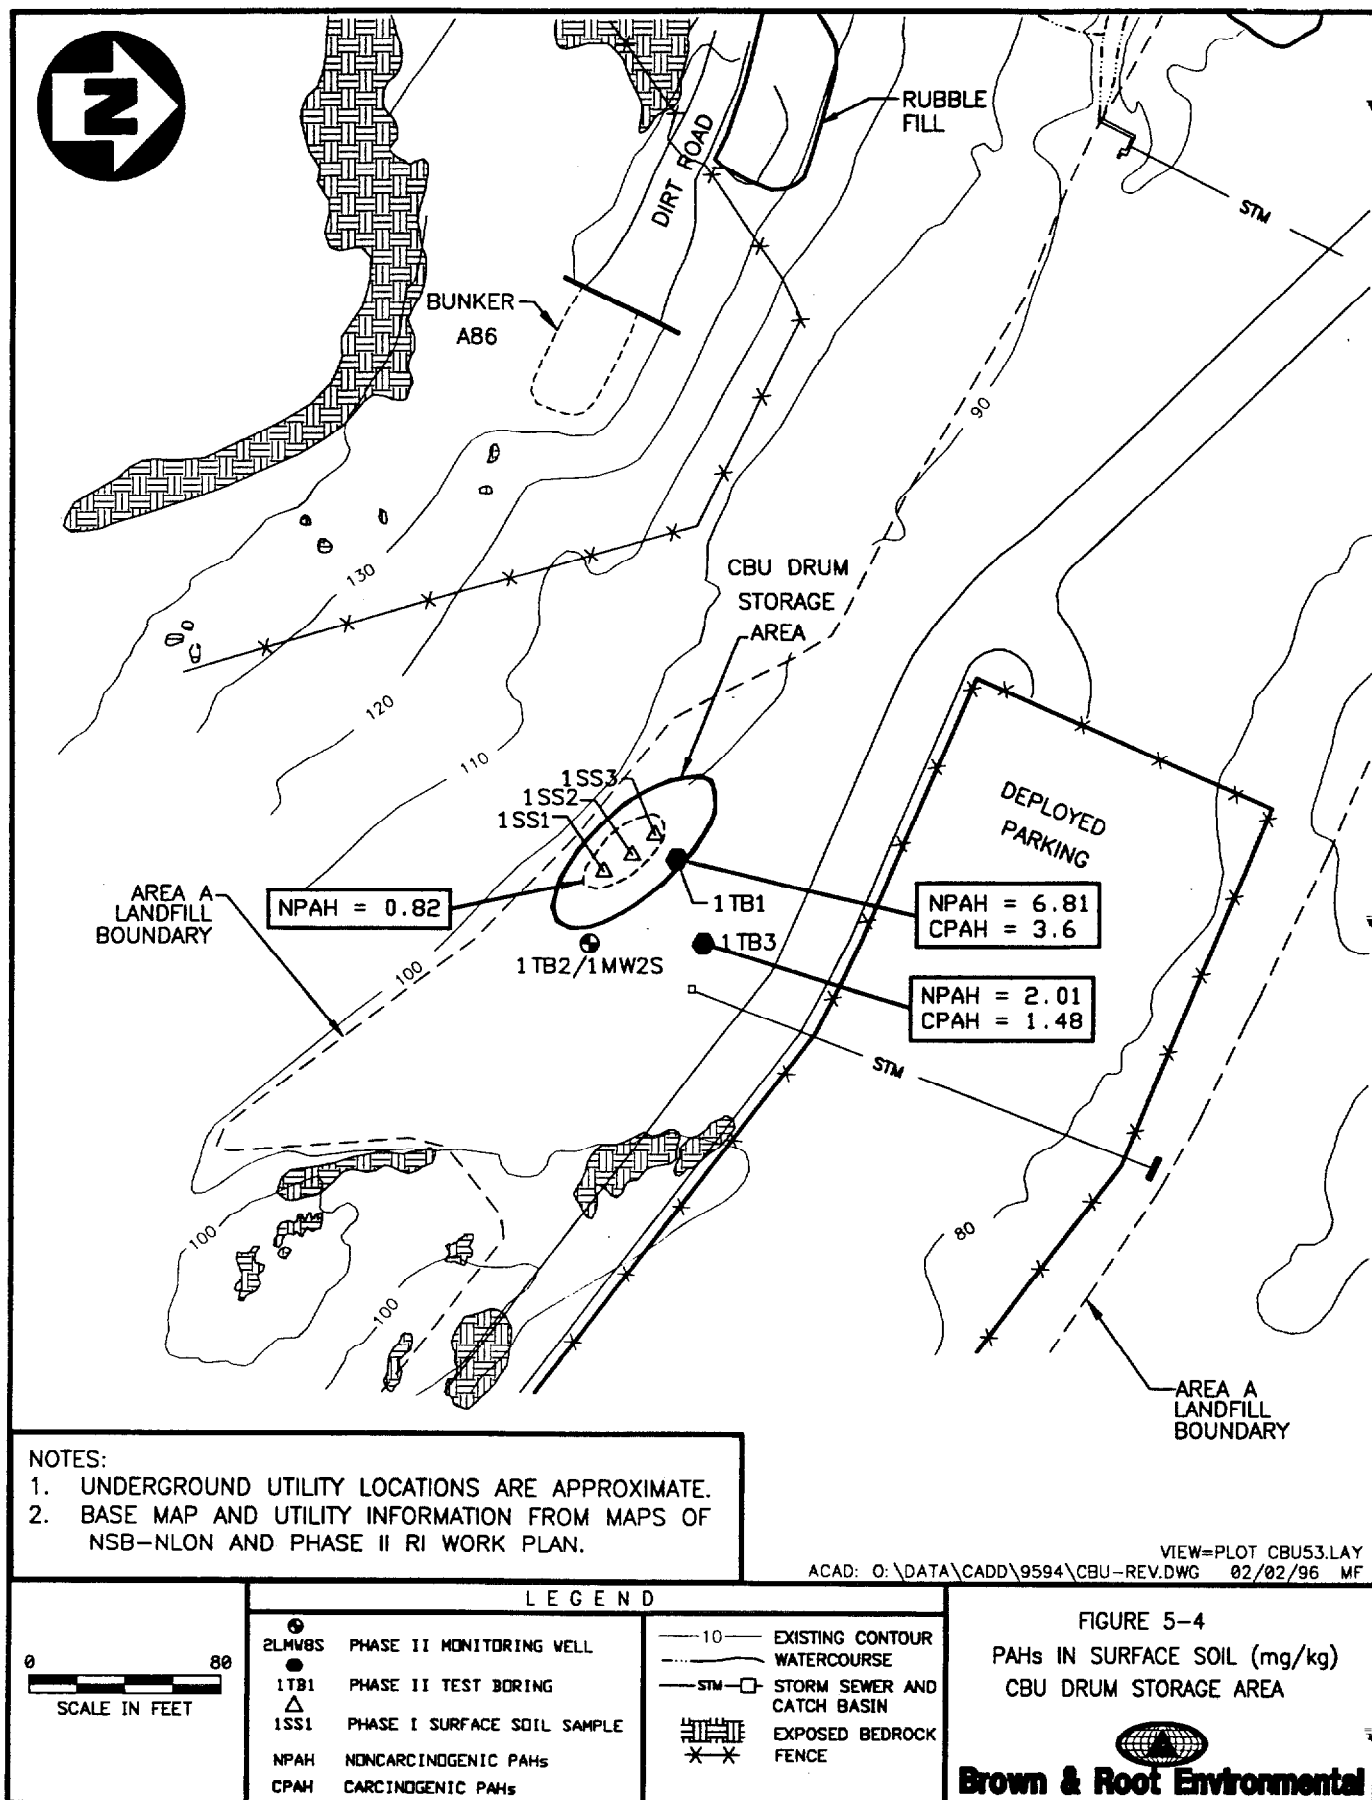 N
RUBBLE
FILL
DIRT ROAD
STM
BUNKER
A86
90
130
CBU DRUM
STORAGE
AREA
120
110
1SS3
1SS2
1SS1
DEPLOYED
PARKING
AREA A
LANDFILL
BOUNDARY
NPAH = 0.82
1TB1
NPAH = 6.81
CPAH = 3.6
1TB3
1TB2/1MW2S
100
NPAH = 2.01
CPAH = 1.48
STM
100
80
100
AREA A
LANDFILL
BOUNDARY
NOTES:
1. UNDERGROUND UTILITY LOCATIONS ARE APPROXIMATE.
2. BASE MAP AND UTILITY INFORMATION FROM MAPS OF
NSB-NLON AND PHASE II RI WORK PLAN.
VIEW=PLOT CBU53.LAY
ACAD: O:\DATA\CADD\9594\CBU-REV.DWG 02/02/96 MF
0 80
SCALE IN FEET
LEGEND
2LMW8S PHASE II MONITORING WELL
1TB1 PHASE II TEST BORING
1SS1 PHASE I SURFACE SOIL SAMPLE
NPAH NONCARCINOGENIC PAHs
CPAH CARCINOGENIC PAHs
10 EXISTING CONTOUR
WATERCOURSE
STM STORM SEWER AND
CATCH BASIN
EXPOSED BEDROCK
FENCE
FIGURE 5-4
PAHs IN SURFACE SOIL (mg/kg)
CBU DRUM STORAGE AREA
Brown & Root Environmental